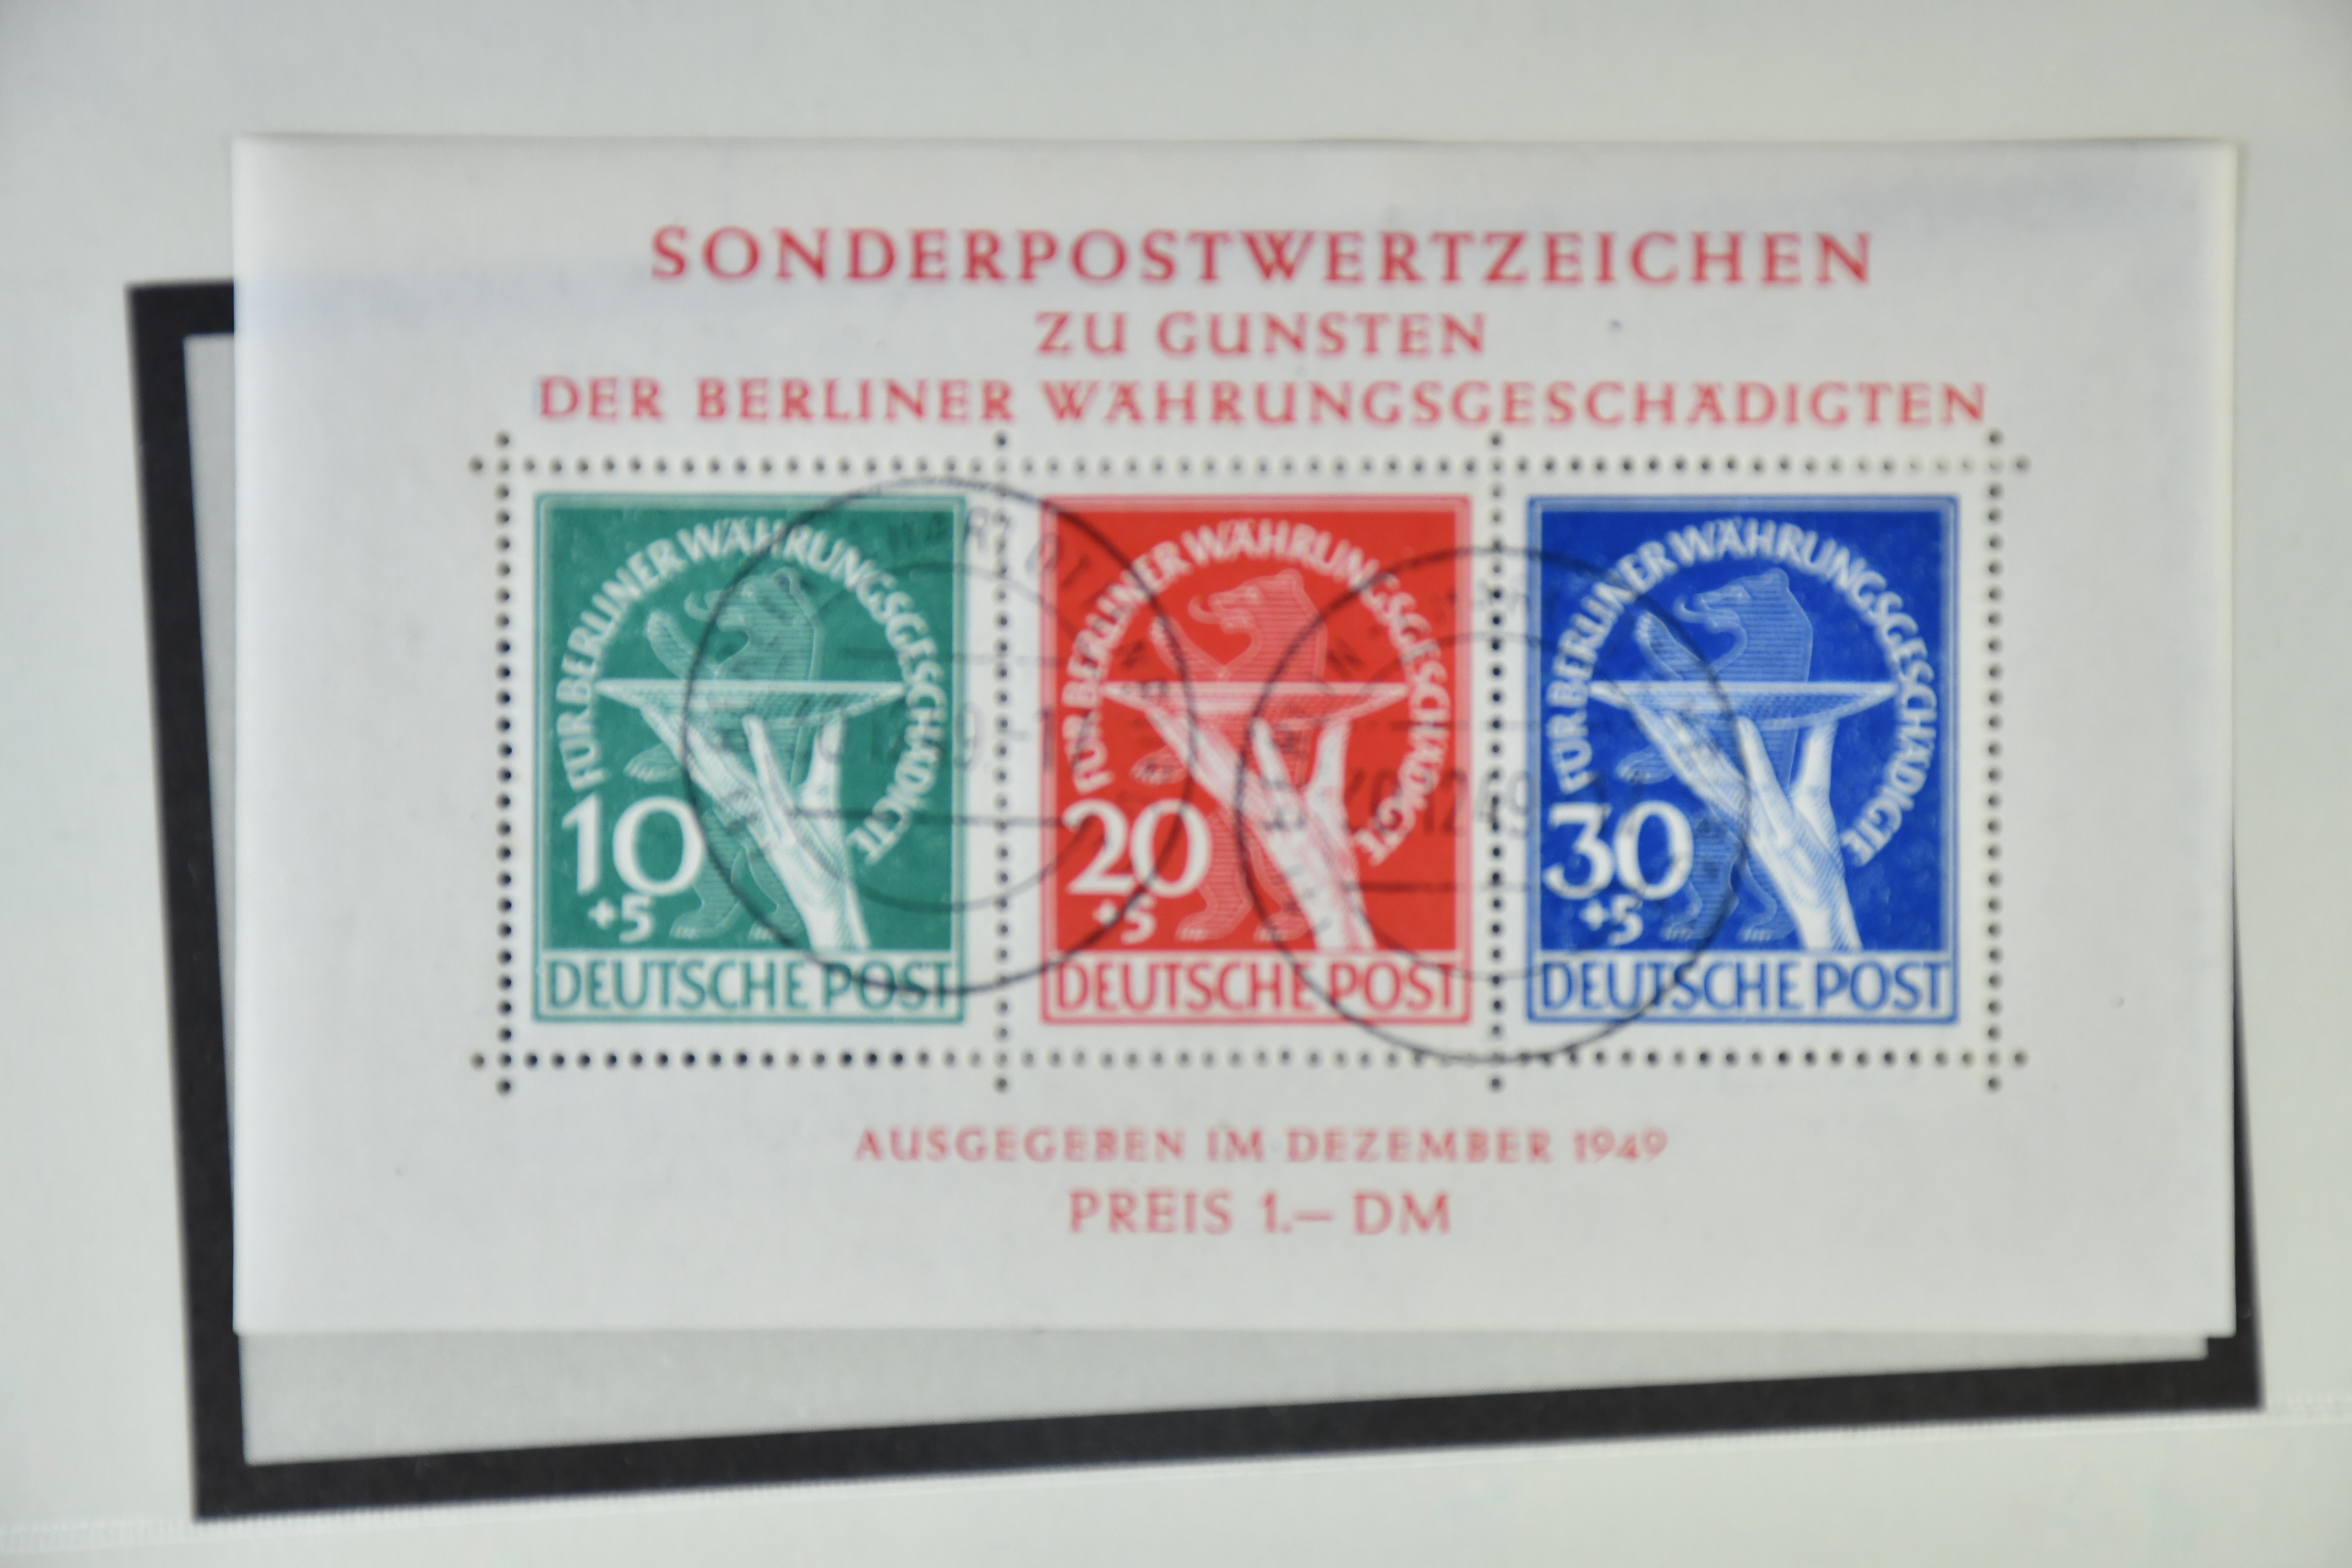 SONDERPOSTWERTZEICHEN
ZU GUNSTEN
DER BERLINER WÄHRUNGSGESCHÄDIGTEN
FÜR BERLINER WÄHRUNGSGESCHÄDIGTE
10
+5
DEUTSCHE POST
FÜR BERLINER WÄHRUNGSGESCHÄDIGTE
20
+5
DEUTSCHE POST
FÜR BERLINER WÄHRUNGSGESCHÄDIGTE
30
+5
DEUTSCHE POST
AUSGEGEBEN IM DEZEMBER 1949
PREIS 1.— DM